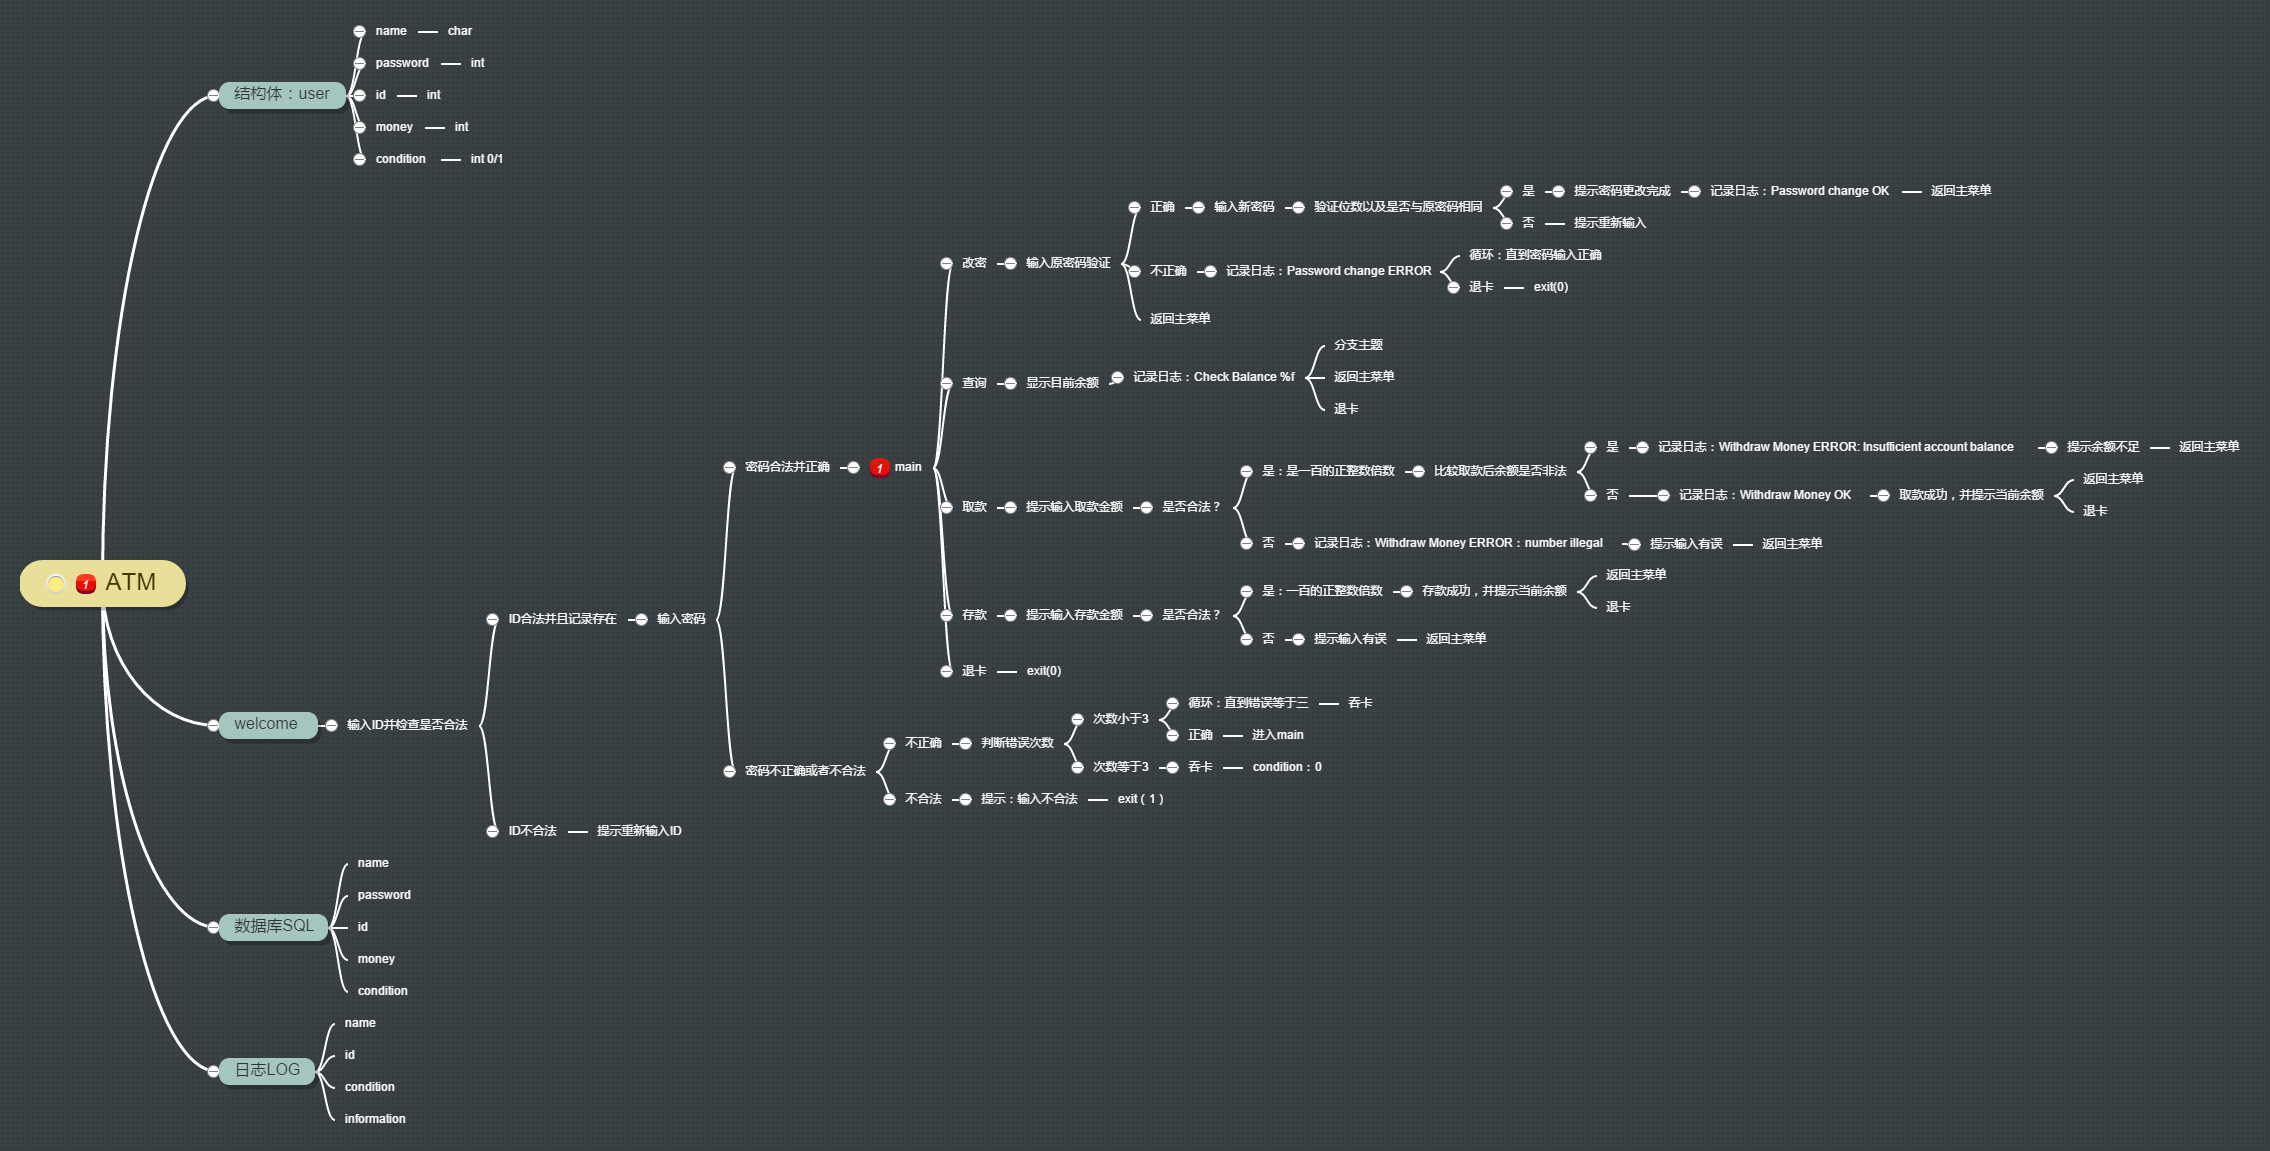 ATM
结构体：user
name
char
password
int
id
int
money
int
condition
int 0/1
welcome
输入ID并检查是否合法
ID合法并且记录存在
输入密码
密码合法并正确
main
改密
输入原密码验证
正确
输入新密码
验证位数以及是否与原密码相同
是
提示密码更改完成
记录日志：Password change OK
返回主菜单
否
提示重新输入
不正确
记录日志：Password change ERROR
循环：直到密码输入正确
退卡
exit(0)
返回主菜单
查询
显示目前余额
记录日志：Check Balance %f
分支主题
返回主菜单
退卡
取款
提示输入取款金额
是否合法？
是：是一百的正整数倍数
比较取款后余额是否非法
是
记录日志：Withdraw Money ERROR: Insufficient account balance
提示余额不足
返回主菜单
否
记录日志：Withdraw Money OK
取款成功，并提示当前余额
返回主菜单
退卡
否
记录日志：Withdraw Money ERROR：number illegal
提示输入有误
返回主菜单
存款
提示输入存款金额
是否合法？
是：一百的正整数倍数
存款成功，并提示当前余额
返回主菜单
退卡
否
提示输入有误
返回主菜单
退卡
exit(0)
密码不正确或者不合法
不正确
判断错误次数
次数小于3
循环：直到错误等于三
吞卡
正确
进入main
次数等于3
吞卡
condition：0
不合法
提示：输入不合法
exit（1）
ID不合法
提示重新输入ID
数据库SQL
name
password
id
money
condition
日志LOG
name
id
condition
information